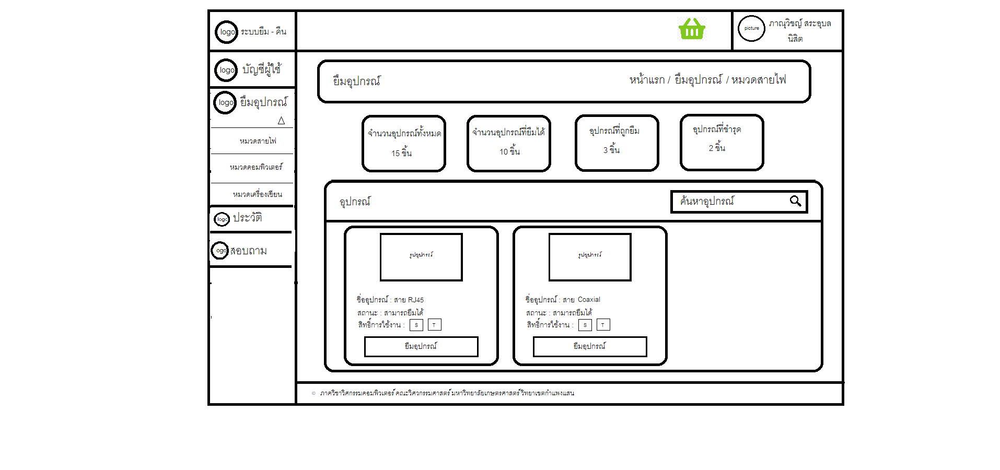 logo ระบบยืม - คืน
picture ภาณุวิชญ์ สระอุบล
นิสิต
logo บัญชีผู้ใช้
logo ยืมอุปกรณ์
หมวดสายไฟ
หมวดคอมพิวเตอร์
หมวดเครื่องเขียน
logo ประวัติ
logo สอบถาม
ยืมอุปกรณ์
หน้าแรก / ยืมอุปกรณ์ / หมวดสายไฟ
จำนวนอุปกรณ์ทั้งหมด
15 ชิ้น
จำนวนอุปกรณ์ที่ยืมได้
10 ชิ้น
อุปกรณ์ที่ถูกยืม
3 ชิ้น
อุปกรณ์ที่ชำรุด
2 ชิ้น
อุปกรณ์
ค้นหาอุปกรณ์
รูปอุปกรณ์
ชื่ออุปกรณ์ : สาย RJ45
สถานะ : สามารถยืมได้
สิทธิ์การใช้งาน : S T
ยืมอุปกรณ์
รูปอุปกรณ์
ชื่ออุปกรณ์ : สาย Coaxial
สถานะ : สามารถยืมได้
สิทธิ์การใช้งาน : S T
ยืมอุปกรณ์
© ภาควิชาวิศกรรมคอมพิวเตอร์ คณะวิศวกรรมศาสตร์ มหาวิทยาลัยเกษตรศาสตร์ วิทยาเขตกำแพงแสน